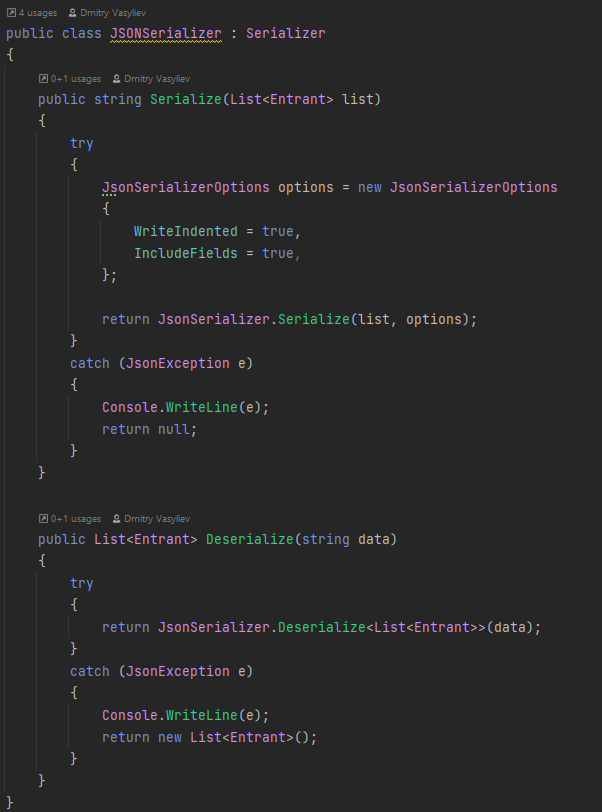 4 usages Dmitry Vasyliev
public class JSONSerializer : Serializer
{
0+1 usages Dmitry Vasyliev
public string Serialize(List<Entrant> list)
{
try
{
JsonSerializerOptions options = new JsonSerializerOptions
{
WriteIndented = true,
IncludeFields = true,
};
return JsonSerializer.Serialize(list, options);
}
catch (JsonException e)
{
Console.WriteLine(e);
return null;
}
}
0+1 usages Dmitry Vasyliev
public List<Entrant> Deserialize(string data)
{
try
{
return JsonSerializer.Deserialize<List<Entrant>>(data);
}
catch (JsonException e)
{
Console.WriteLine(e);
return new List<Entrant>();
}
}
}